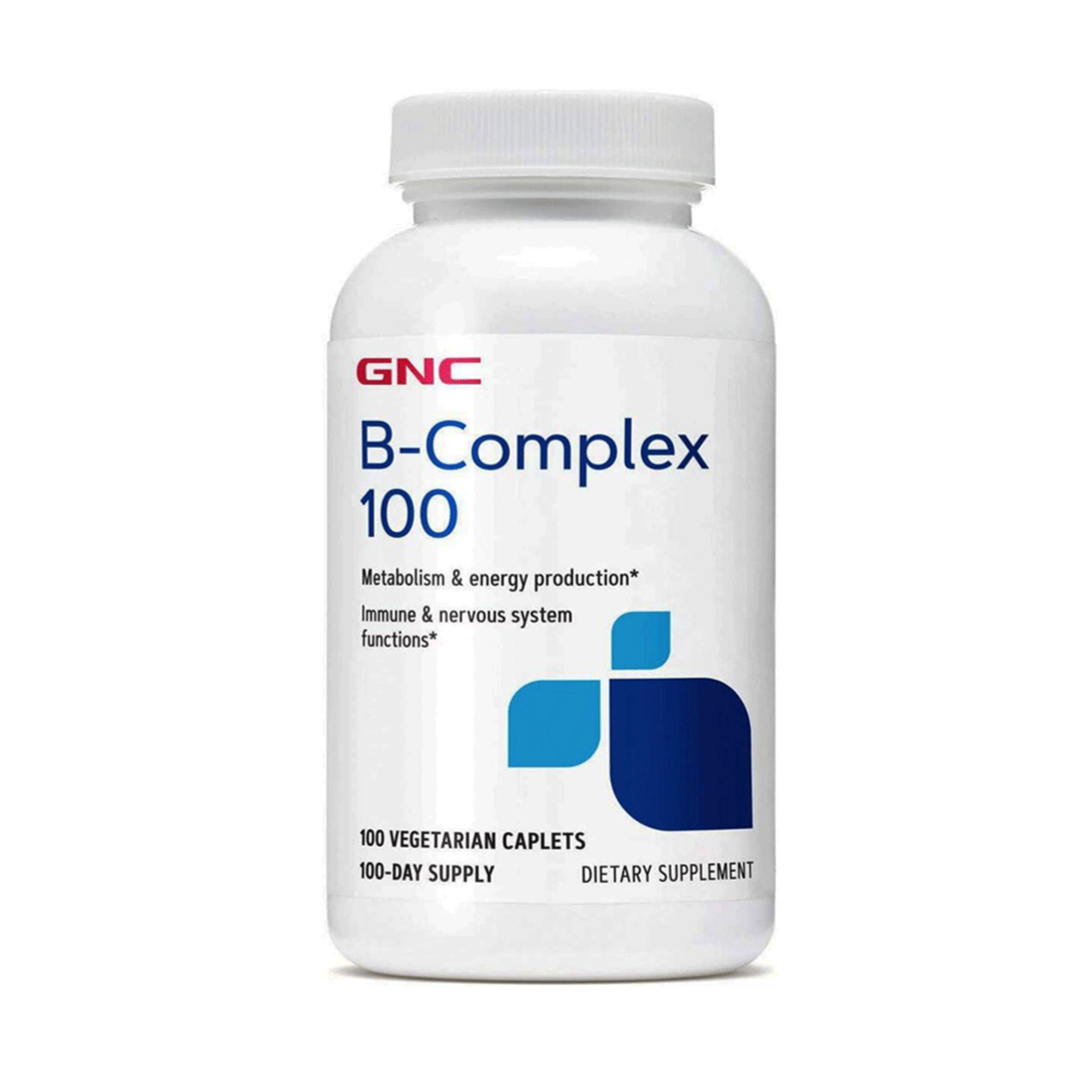 GNC
B-Complex
100
Metabolism & energy production*
Immune & nervous system
functions*
100 VEGETARIAN CAPLETS
100-DAY SUPPLY
DIETARY SUPPLEMENT